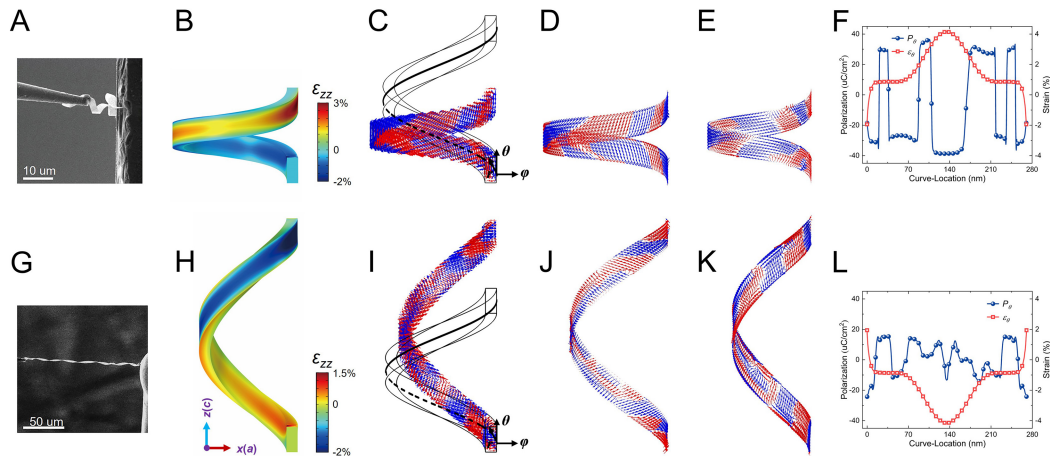 A
B
C
D
E
F
10 um
εzz
3%
-2%
θ
φ
Pθ
εθ
Polarization (uC/cm²)
40
20
0
-20
-40
4
2
0
-2
-4
Strain (%)
0
70
140
210
280
Curve-Location (nm)
G
H
I
J
K
L
50 um
z(c)
x(a)
εzz
1.5%
-2%
θ
φ
Pθ
εθ
Polarization (uC/cm²)
40
20
0
-20
-40
4
2
0
-2
-4
Strain (%)
0
70
140
210
280
Curve-Location (nm)